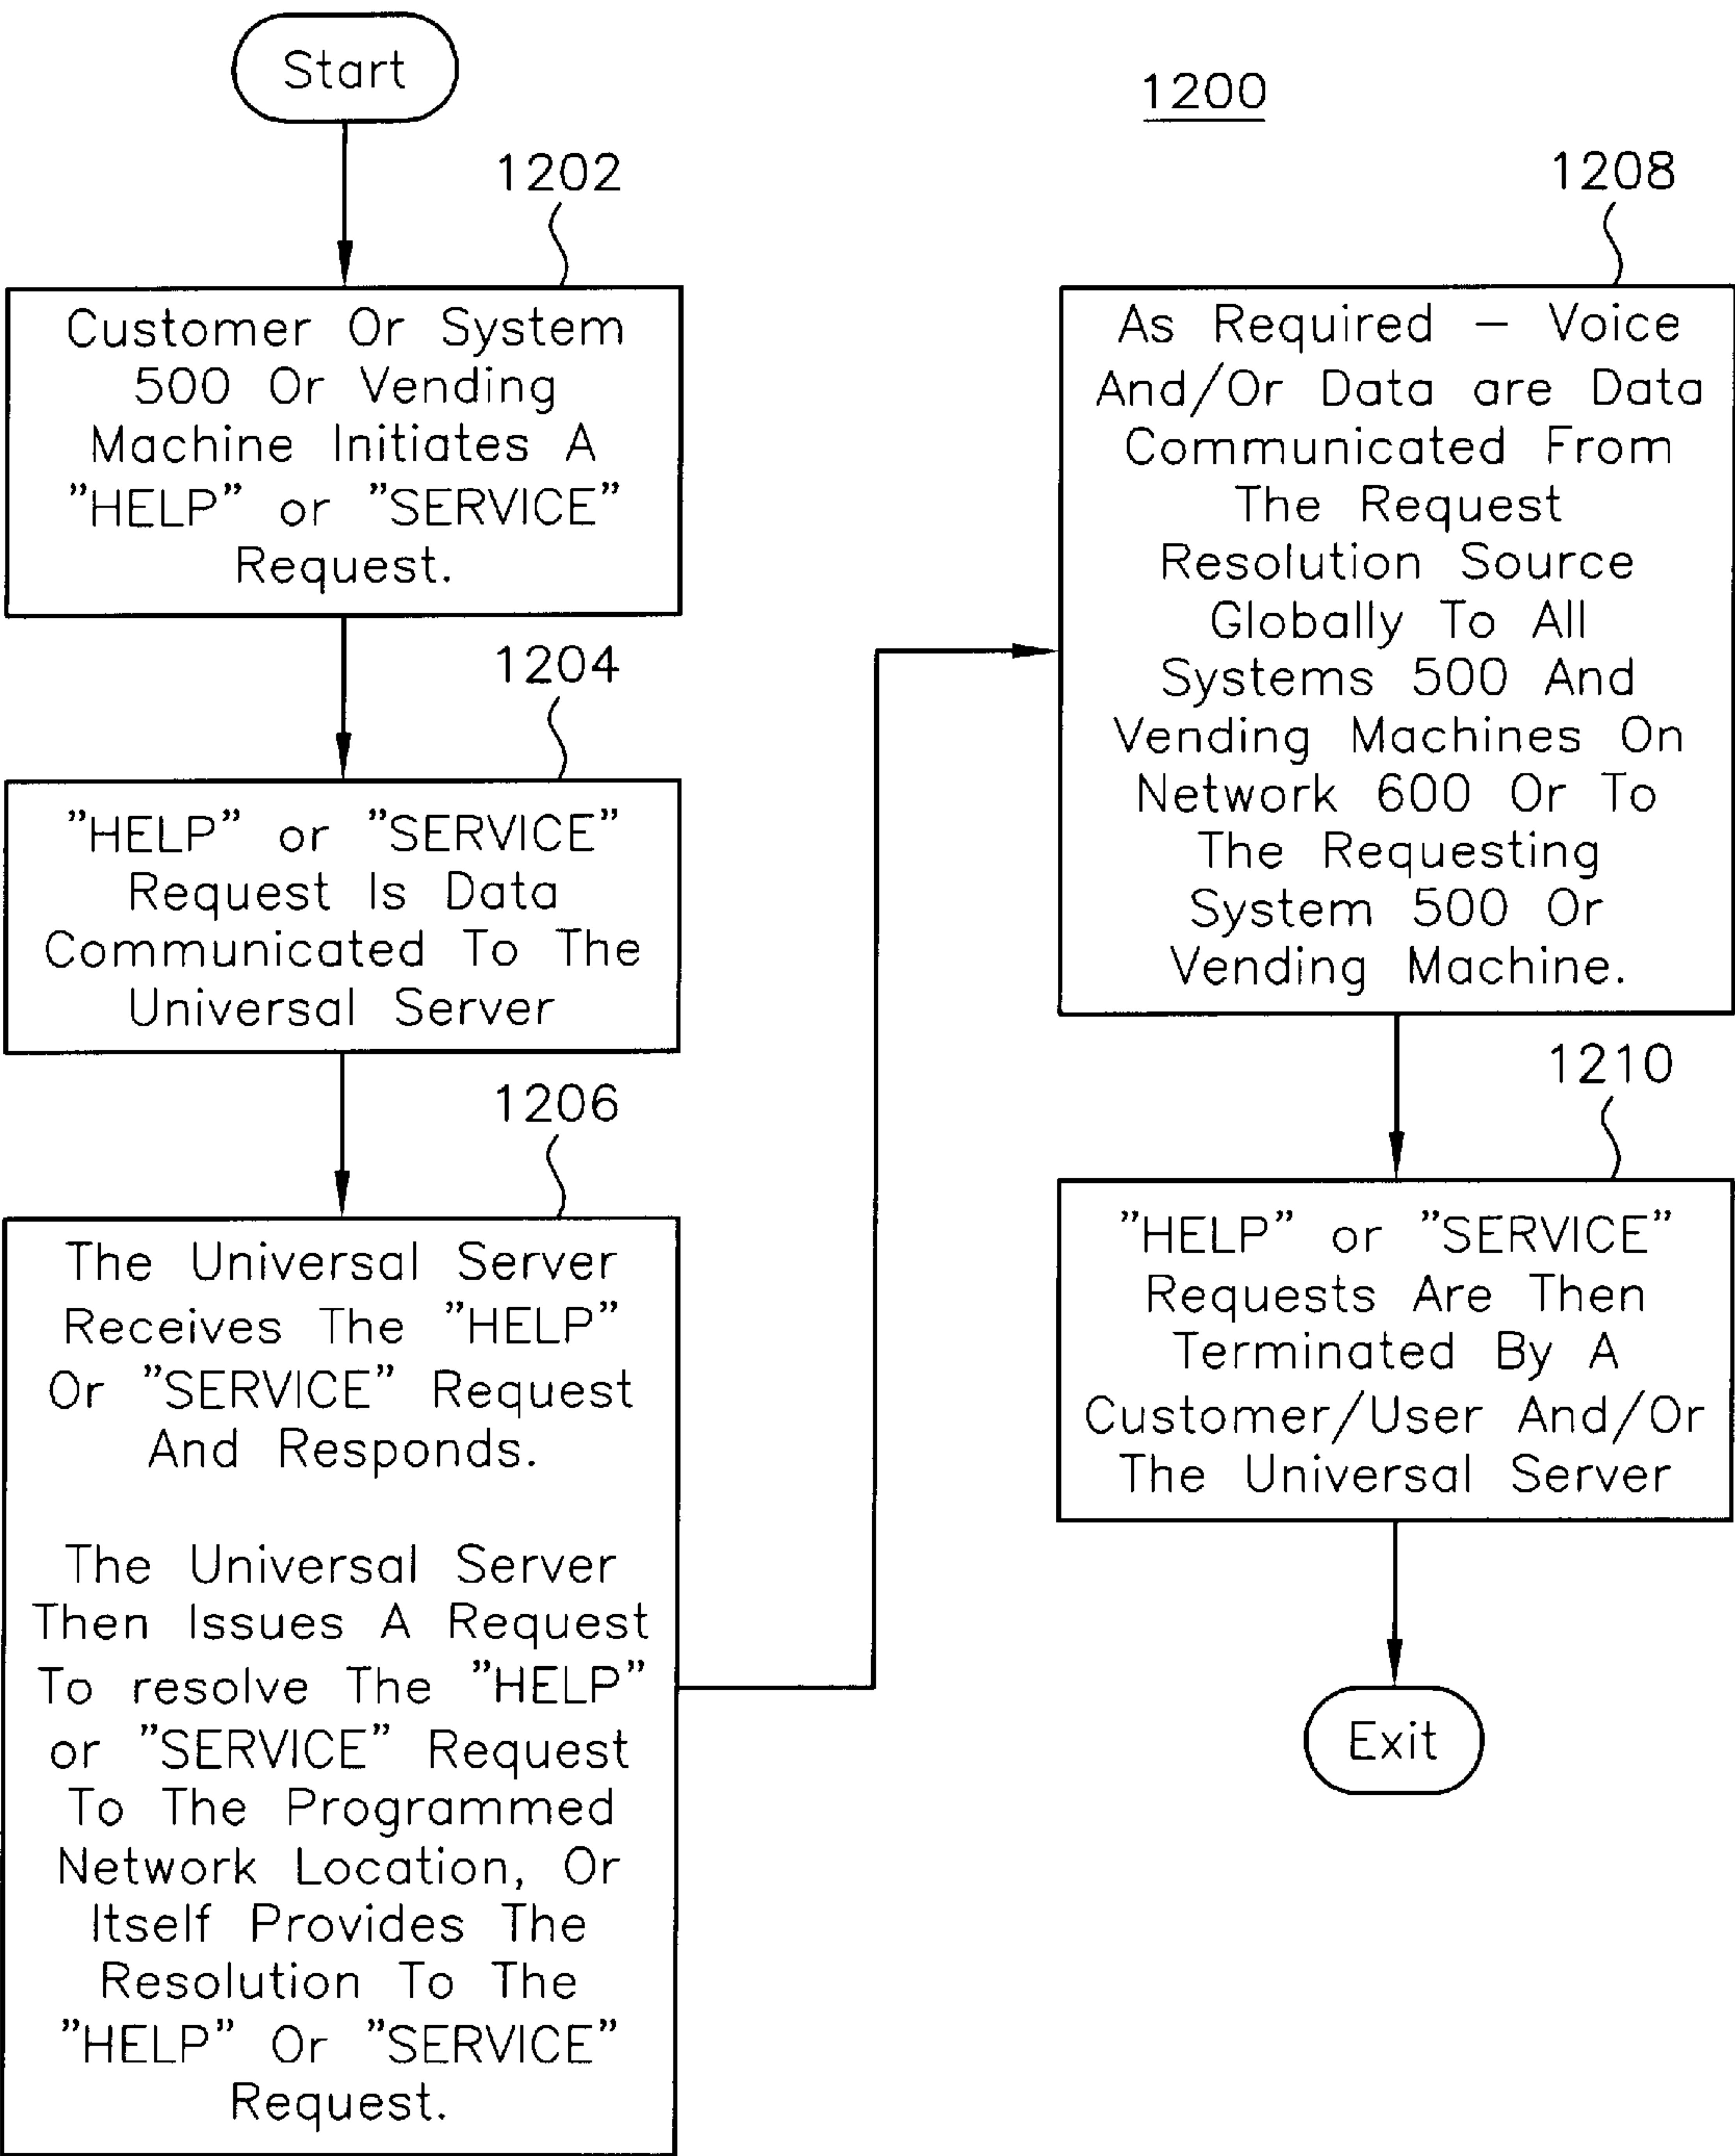 Start
1200
1202
Customer Or System
500 Or Vending
Machine Initiates A
"HELP" or "SERVICE"
Request.
1204
"HELP" or "SERVICE"
Request Is Data
Communicated To The
Universal Server
1206
The Universal Server
Receives The "HELP"
Or "SERVICE" Request
And Responds.
The Universal Server
Then Issues A Request
To resolve The "HELP"
or "SERVICE" Request
To The Programmed
Network Location, Or
Itself Provides The
Resolution To The
"HELP" Or "SERVICE"
Request.
1208
As Required – Voice
And/Or Data are Data
Communicated From
The Request
Resolution Source
Globally To All
Systems 500 And
Vending Machines On
Network 600 Or To
The Requesting
System 500 Or
Vending Machine.
1210
"HELP" or "SERVICE"
Requests Are Then
Terminated By A
Customer/User And/Or
The Universal Server
Exit